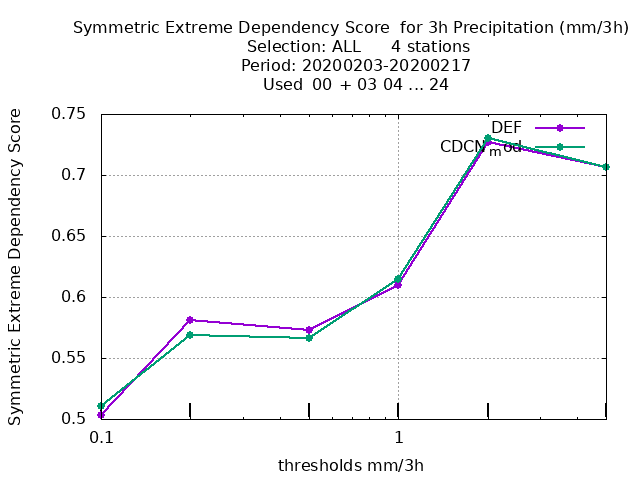 Symmetric Extreme Dependency Score  for 3h Precipitation (mm/3h)
Selection: ALL      4 stations
Period: 20200203-20200217
Used  00 + 03 04 ... 24
Symmetric Extreme Dependency Score
0.75
0.7
0.65
0.6
0.55
0.5
DEF
CDCN_mod
0.1
1
thresholds mm/3h